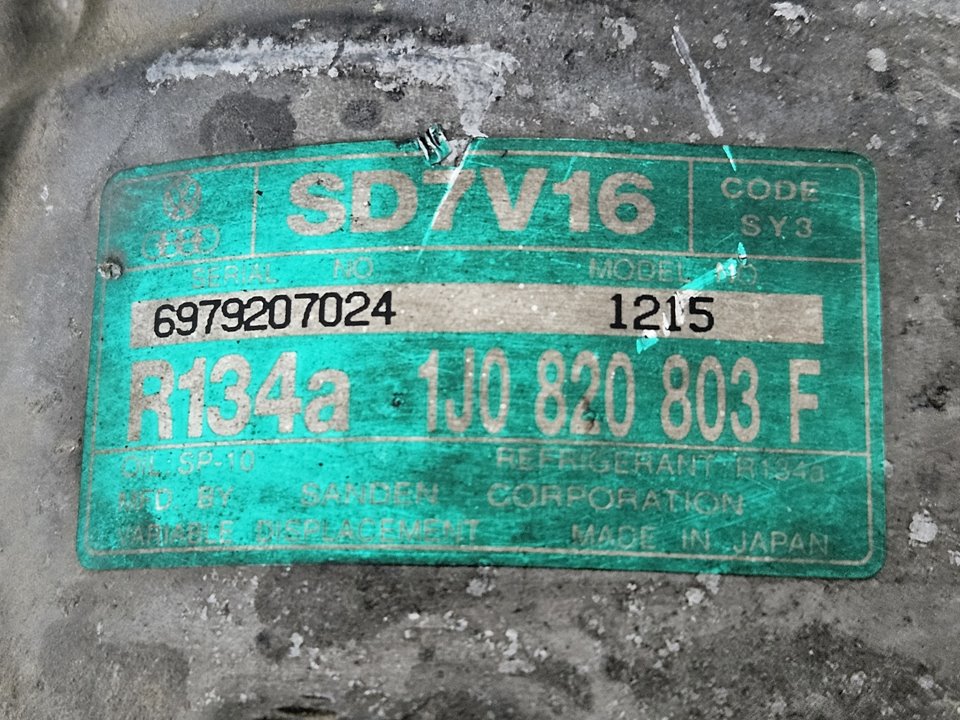 SD7V16
CODE
SY3
SERIAL NO. MODEL NO.
6979207024 1215
R134a 1J0 820 803 F
OIL SP-10 REFRIGERANT R134a
MFD BY SANDEN CORPORATION
VARIABLE DISPLACEMENT MADE IN JAPAN